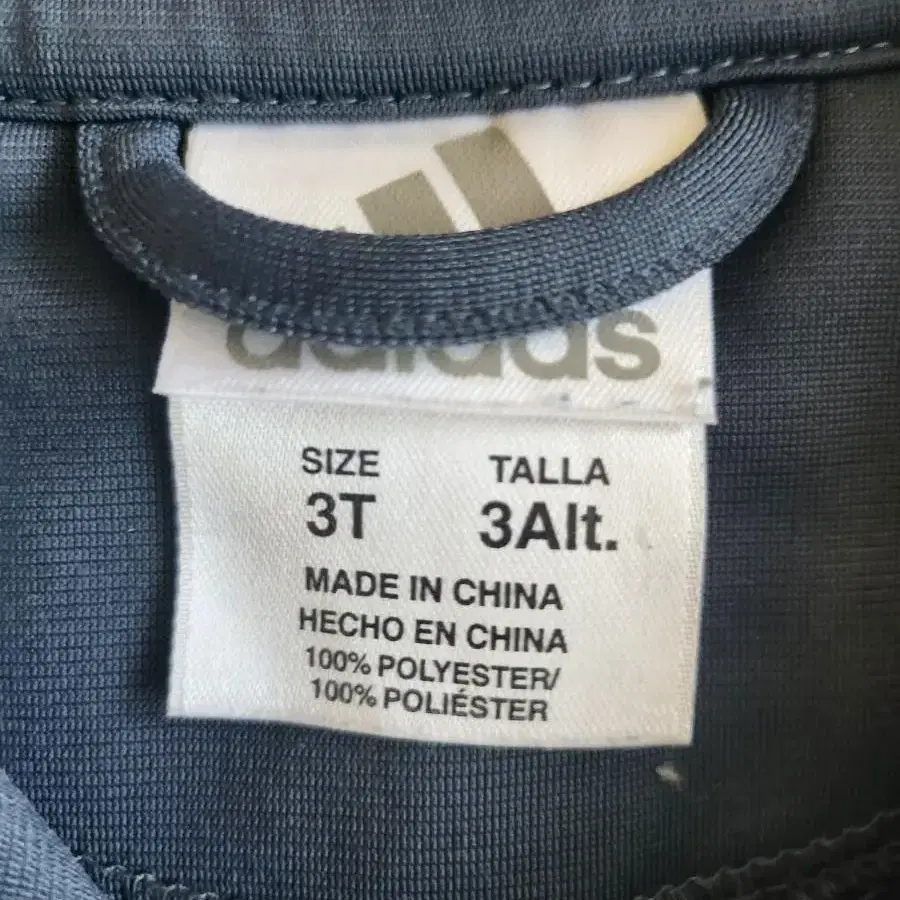 adidas
SIZE TALLA
3T 3Alt.
MADE IN CHINA
HECHO EN CHINA
100% POLYESTER/
100% POLIÉSTER